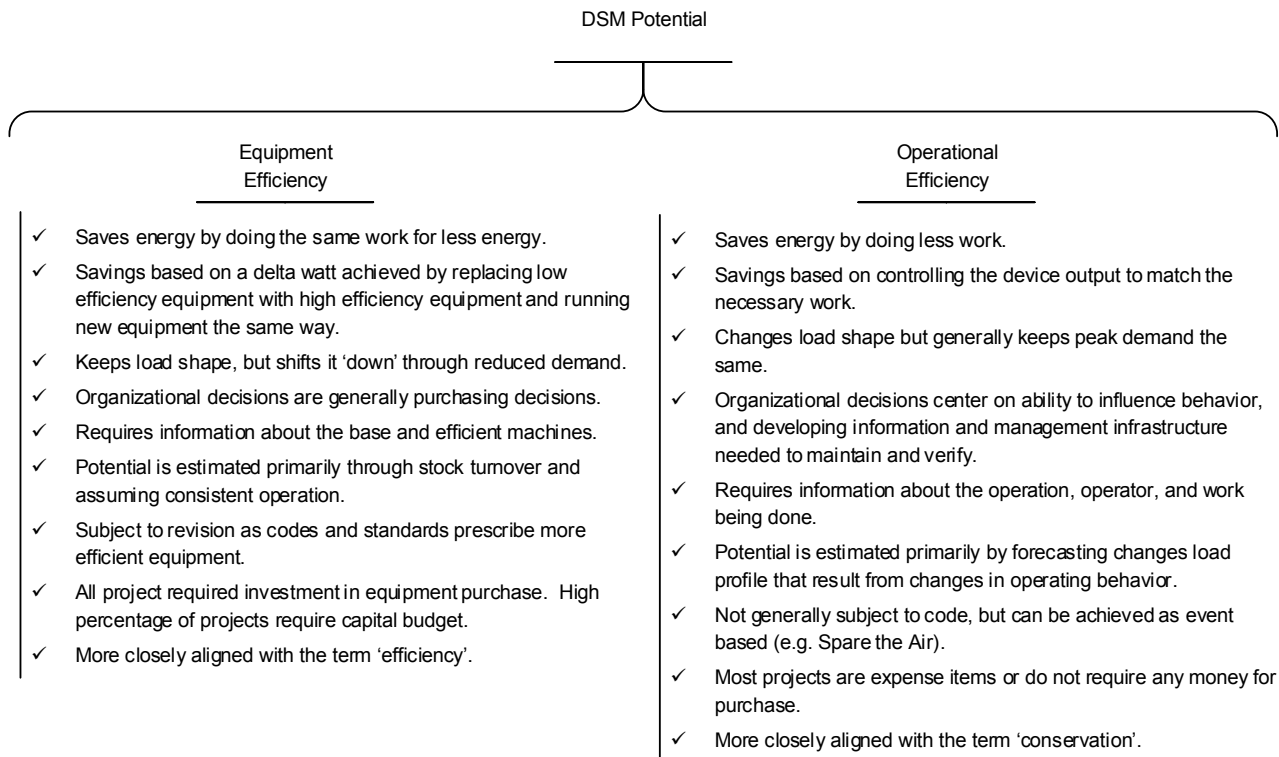 DSM Potential
Equipment
Efficiency
✓ Saves energy by doing the same work for less energy.
✓ Savings based on a delta watt achieved by replacing low
efficiency equipment with high efficiency equipment and running
new equipment the same way.
✓ Keeps load shape, but shifts it ‘down’ through reduced demand.
✓ Organizational decisions are generally purchasing decisions.
✓ Requires information about the base and efficient machines.
✓ Potential is estimated primarily through stock turnover and
assuming consistent operation.
✓ Subject to revision as codes and standards prescribe more
efficient equipment.
✓ All project required investment in equipment purchase. High
percentage of projects require capital budget.
✓ More closely aligned with the term ‘efficiency’.
Operational
Efficiency
✓ Saves energy by doing less work.
✓ Savings based on controlling the device output to match the
necessary work.
✓ Changes load shape but generally keeps peak demand the
same.
✓ Organizational decisions center on ability to influence behavior,
and developing information and management infrastructure
needed to maintain and verify.
✓ Requires information about the operation, operator, and work
being done.
✓ Potential is estimated primarily by forecasting changes load
profile that result from changes in operating behavior.
✓ Not generally subject to code, but can be achieved as event
based (e.g. Spare the Air).
✓ Most projects are expense items or do not require any money for
purchase.
✓ More closely aligned with the term ‘conservation’.